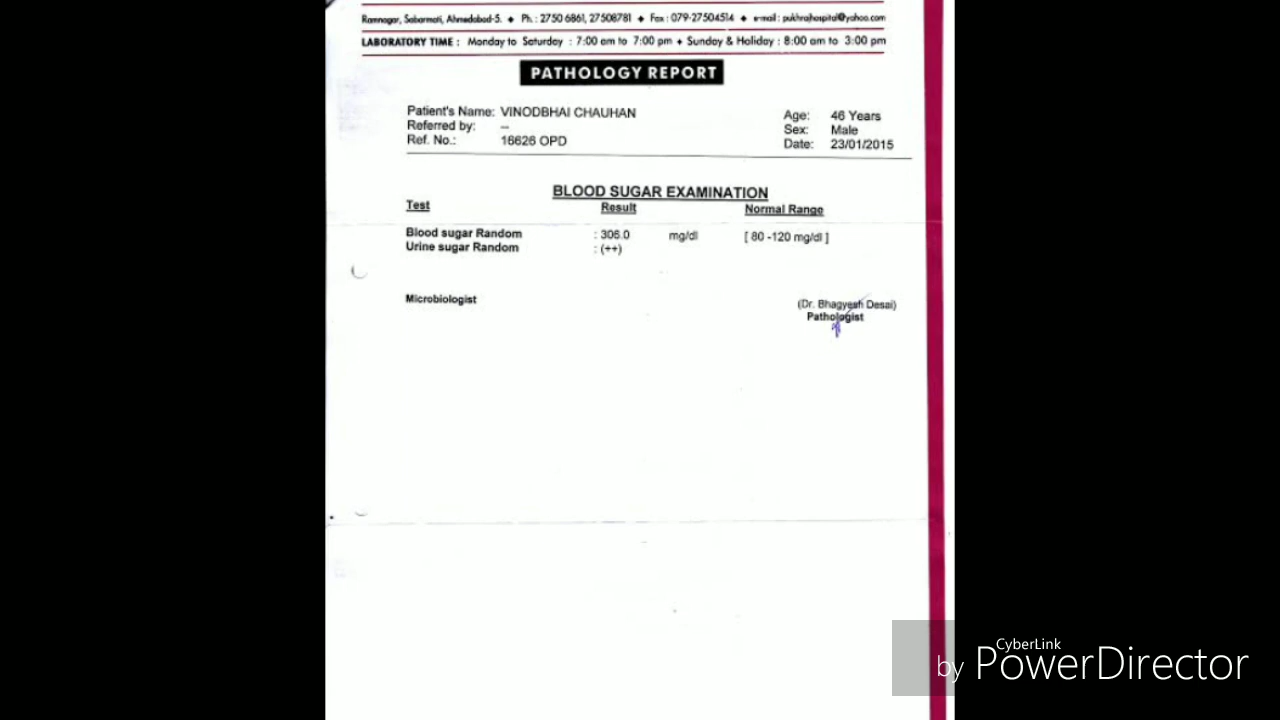 Ramnagar, Sabarmati, Ahmedabad-5. ◆ Ph. : 2750 6861, 27508781 ◆ Fax : 079-27504514 ◆ e-mail : pukhrajhospital@yahoo.com
LABORATORY TIME : Monday to Saturday : 7:00 am to 7:00 pm ◆ Sunday & Holiday : 8:00 am to 3:00 pm
PATHOLOGY REPORT
Patient's Name: VINODBHAI CHAUHAN Age: 46 Years
Referred by: -- Sex: Male
Ref. No.: 16626 OPD Date: 23/01/2015
BLOOD SUGAR EXAMINATION
Test Result Normal Range
Blood sugar Random : 306.0 mg/dl [ 80 -120 mg/dl ]
Urine sugar Random : (++)
Microbiologist (Dr. Bhagyesh Desai)
Pathologist
CyberLink
by PowerDirector